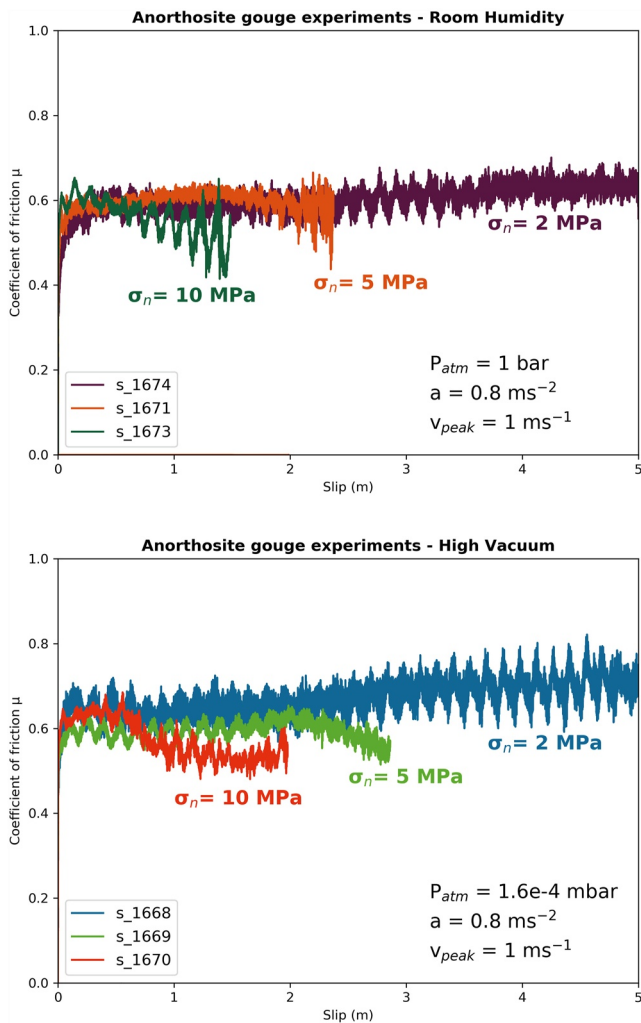 Anorthosite gouge experiments - Room Humidity
1.0
0.8
0.6
0.4
0.2
0.0
Coefficient of friction μ
σn= 2 MPa
σn= 5 MPa
σn= 10 MPa
Patm = 1 bar
a = 0.8 ms−2
vpeak = 1 ms−1
s_1674
s_1671
s_1673
0 1 2 3 4 5
Slip (m)
Anorthosite gouge experiments - High Vacuum
1.0
0.8
0.6
0.4
0.2
0.0
Coefficient of friction μ
σn= 2 MPa
σn= 5 MPa
σn= 10 MPa
Patm = 1.6e-4 mbar
a = 0.8 ms−2
vpeak = 1 ms−1
s_1668
s_1669
s_1670
0 1 2 3 4 5
Slip (m)